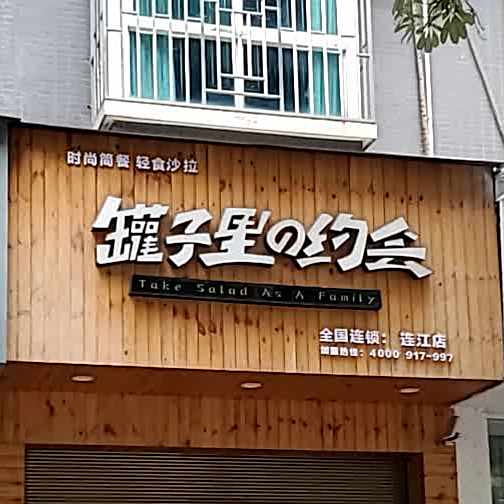 时尚简餐 轻食沙拉
罐子里の约会
Take Salad As A Family
全国连锁： 连江店
加盟热线：4000 917-997